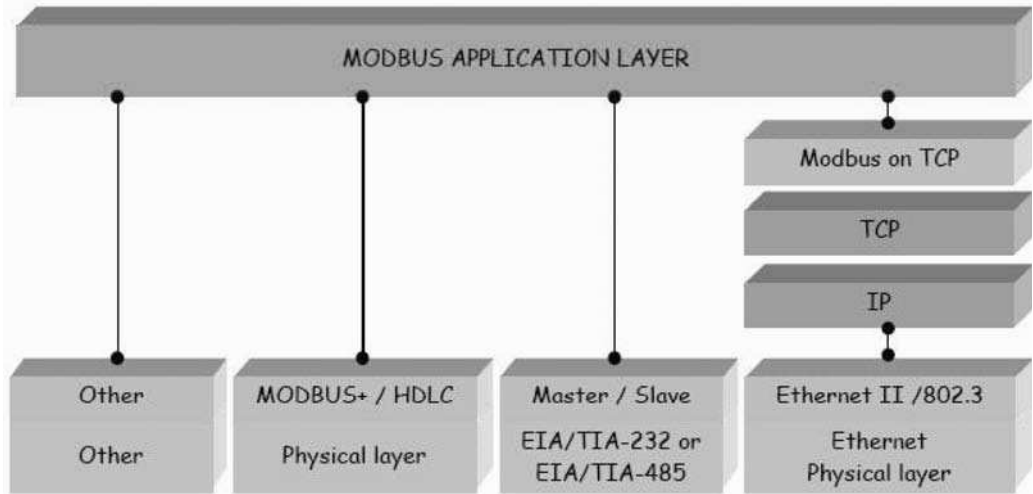 MODBUS APPLICATION LAYER
Modbus on TCP
TCP
IP
Other
MODBUS+ / HDLC
Master / Slave
Ethernet II /802.3
Other
Physical layer
EIA/TIA-232 or
EIA/TIA-485
Ethernet
Physical layer